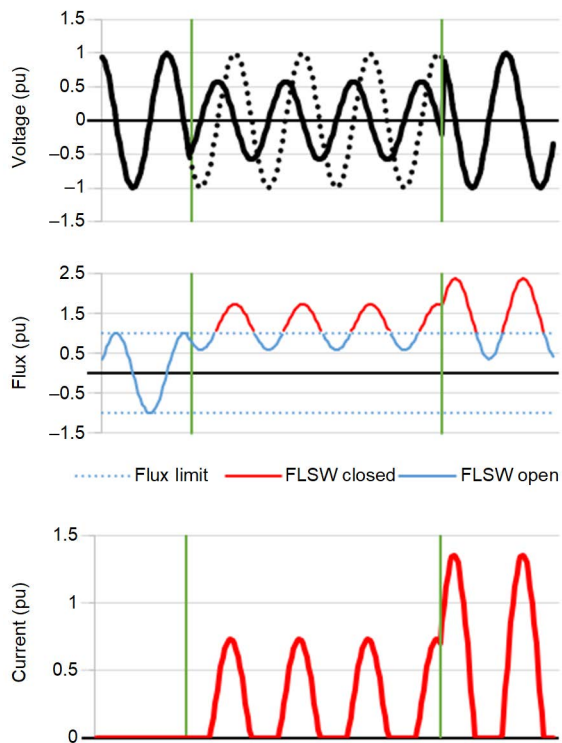 1.5
1
0.5
0
–0.5
–1
–1.5
Voltage (pu)
2.5
1.5
0.5
–0.5
–1.5
Flux (pu)
Flux limit
FLSW closed
FLSW open
1.5
1
0.5
0
Current (pu)